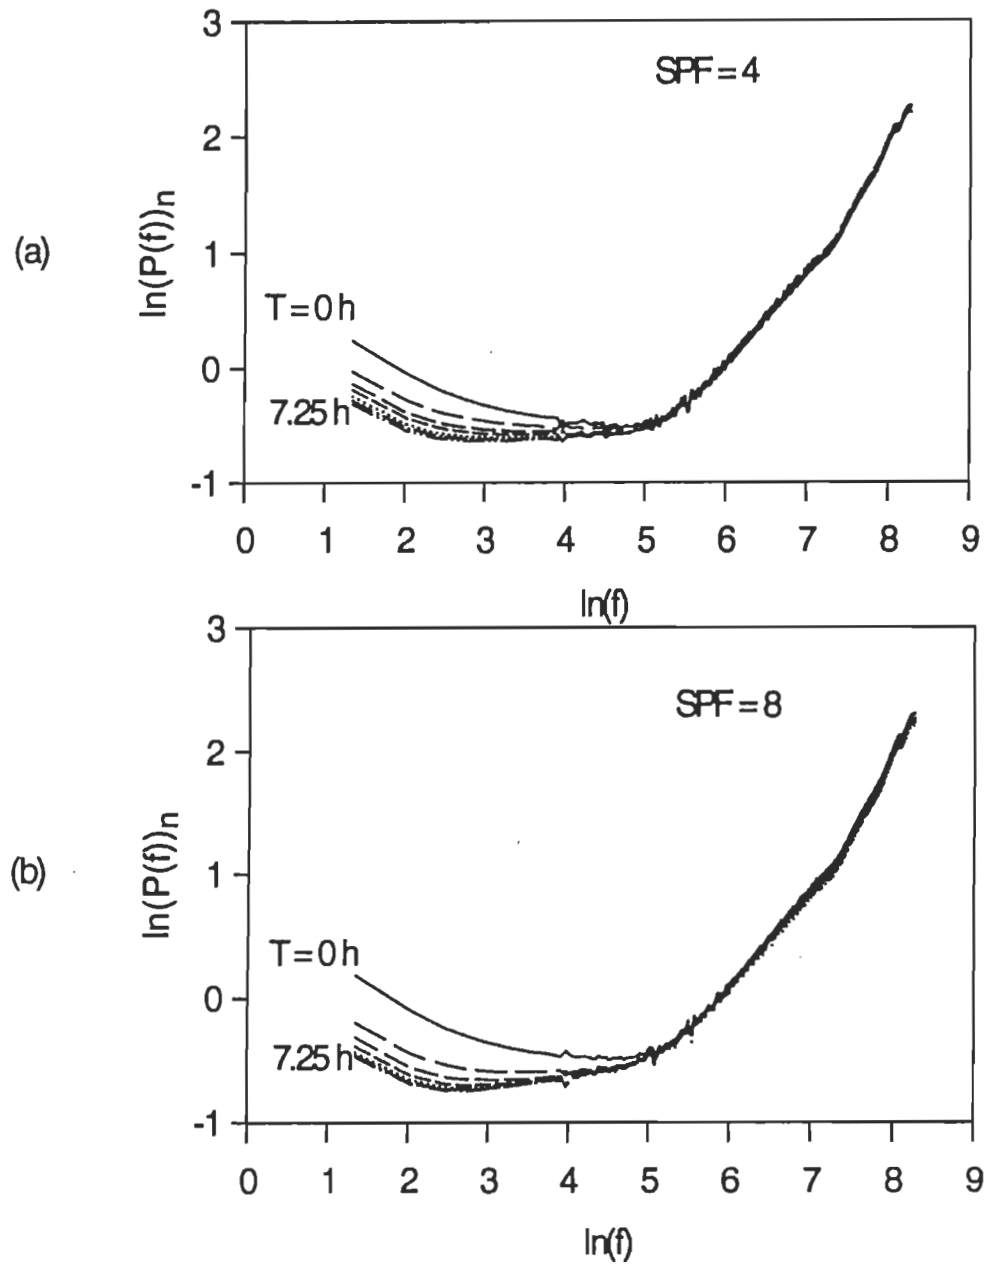 3
SPF = 4
2
(a)
ln(P(f))n
1
T = 0 h
0
7.25 h
-1
0 1 2 3 4 5 6 7 8 9
ln(f)
3
SPF = 8
2
(b)
ln(P(f))n
1
T = 0 h
0
7.25 h
-1
0 1 2 3 4 5 6 7 8 9
ln(f)